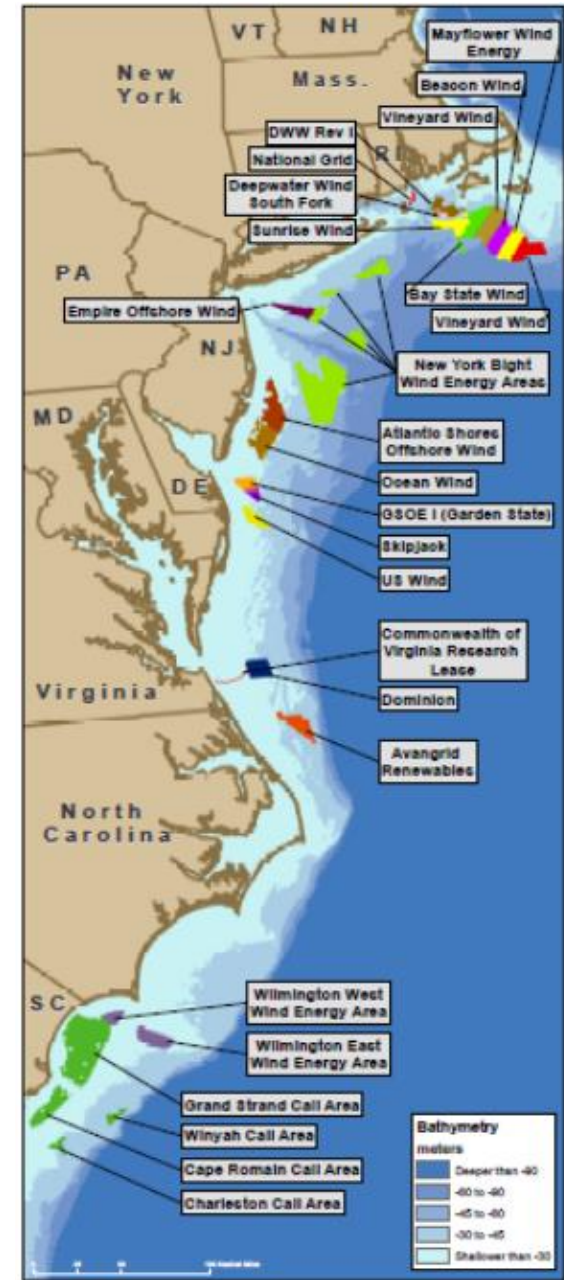 VT
NH
Mayflower Wind
Energy
New
York
Mass.
Beacon Wind
Vineyard Wind
DWW Rev I
RI
National Grid
Deepwater Wind
South Fork
Sunrise Wind
PA
Bay State Wind
Empire Offshore Wind
Vineyard Wind
NJ
New York Bight
Wind Energy Areas
MD
Atlantic Shores
Offshore Wind
DE
Ocean Wind
GSOE I (Garden State)
Skipjack
US Wind
Commonwealth of
Virginia Research
Lease
Virginia
Dominion
Avangrid
Renewables
North
Carolina
SC
Wilmington West
Wind Energy Area
Wilmington East
Wind Energy Area
Grand Strand Call Area
Winyah Call Area
Cape Romain Call Area
Charleston Call Area
Bathymetry
meters
Deeper than -90
-60 to -90
-45 to -60
-30 to -45
Shallower than -30